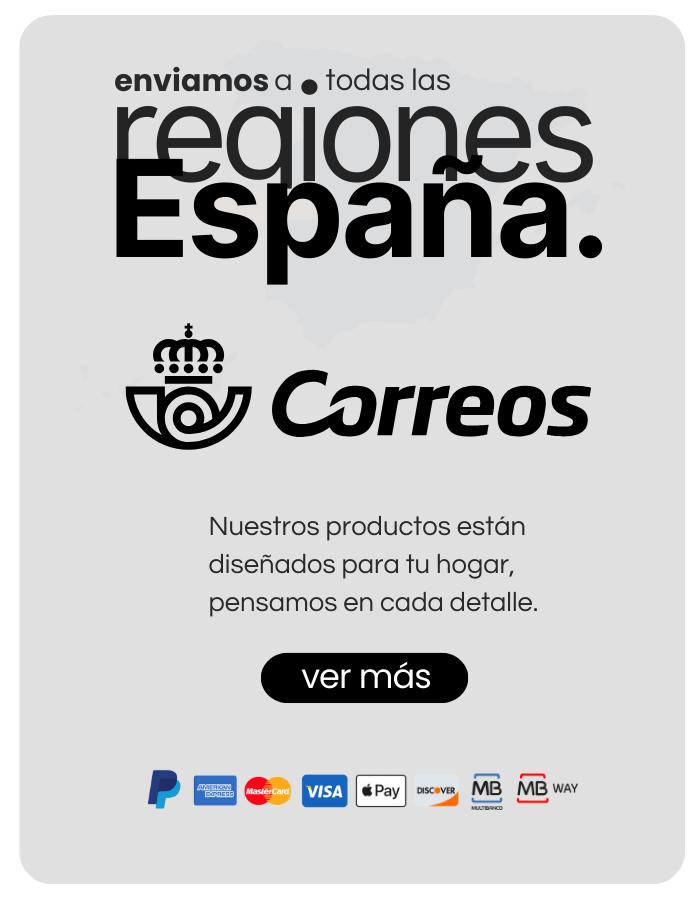 enviamos a todas las
regiones
España.
Correos
Nuestros productos están
diseñados para tu hogar,
pensamos en cada detalle.
ver más
AMERICAN EXPRESS MasterCard VISA Pay DISCOVER MB MULTIBANCO MB WAY